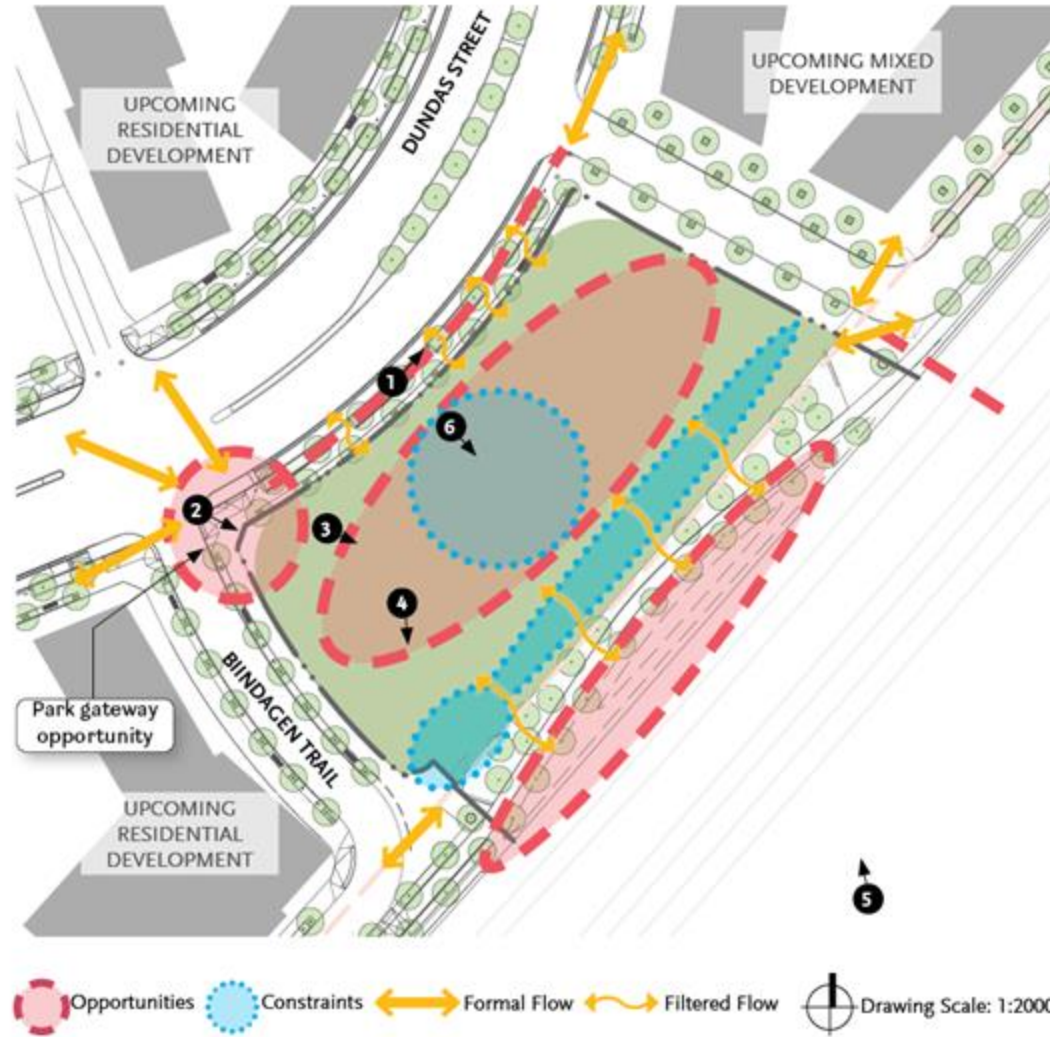 UPCOMING
RESIDENTIAL
DEVELOPMENT
DUNDAS STREET
UPCOMING MIXED
DEVELOPMENT
1
6
2
3
4
Park gateway
opportunity
BIINDAGEN TRAIL
UPCOMING
RESIDENTIAL
DEVELOPMENT
5
Opportunities
Constraints
Formal Flow
Filtered Flow
Drawing Scale: 1:2000